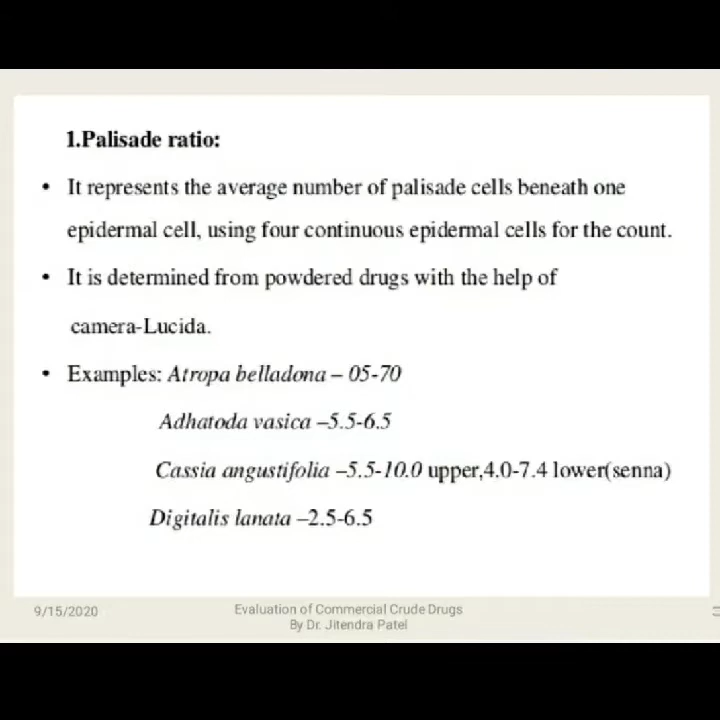 1.Palisade ratio:
• It represents the average number of palisade cells beneath one
epidermal cell, using four continuous epidermal cells for the count.
• It is determined from powdered drugs with the help of
camera-Lucida.
• Examples: Atropa belladona – 05-70
Adhatoda vasica –5.5-6.5
Cassia angustifolia –5.5-10.0 upper,4.0-7.4 lower(senna)
Digitalis lanata –2.5-6.5
9/15/2020
Evaluation of Commercial Crude Drugs
By Dr. Jitendra Patel